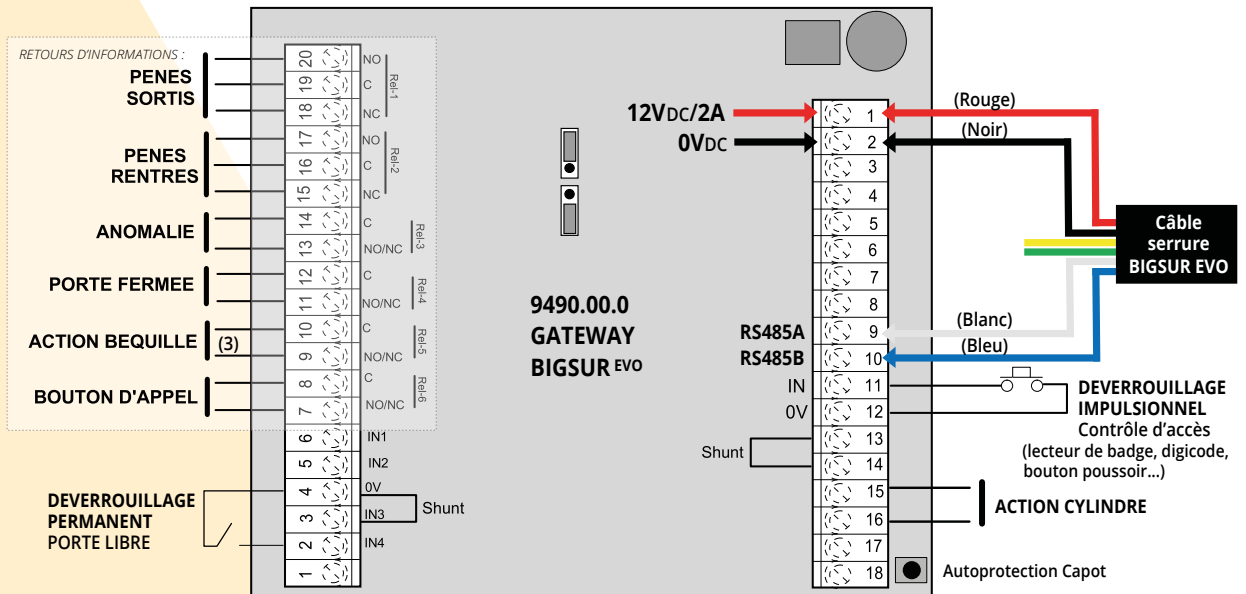 RETOURS D'INFORMATIONS :
PENES
SORTIS
20 NO
19 C
18 NC
Rel-1
PENES
RENTRES
17 NO
16 C
15 NC
Rel-2
ANOMALIE
14 C
13 NO/NC
Rel-3
PORTE FERMEE
12 C
11 NO/NC
Rel-4
ACTION BEQUILLE (3)
10 C
9 NO/NC
Rel-5
BOUTON D'APPEL
8 C
7 NO/NC
Rel-6
6 IN1
5 IN2
4 0V
3 IN3
Shunt
2 IN4
1
DEVERROUILLAGE
PERMANENT
PORTE LIBRE
9490.00.0
GATEWAY
BIGSUR EVO
12VDC/2A
0VDC
1 (Rouge)
2 (Noir)
3
4
5
6
7
8
RS485A 9 (Blanc)
RS485B 10 (Bleu)
IN 11
0V 12
Shunt
13
14
15
16
17
18
Câble
serrure
BIGSUR EVO
DEVERROUILLAGE
IMPULSIONNEL
Contrôle d'accès
(lecteur de badge, digicode,
bouton poussoir...)
ACTION CYLINDRE
Autoprotection Capot